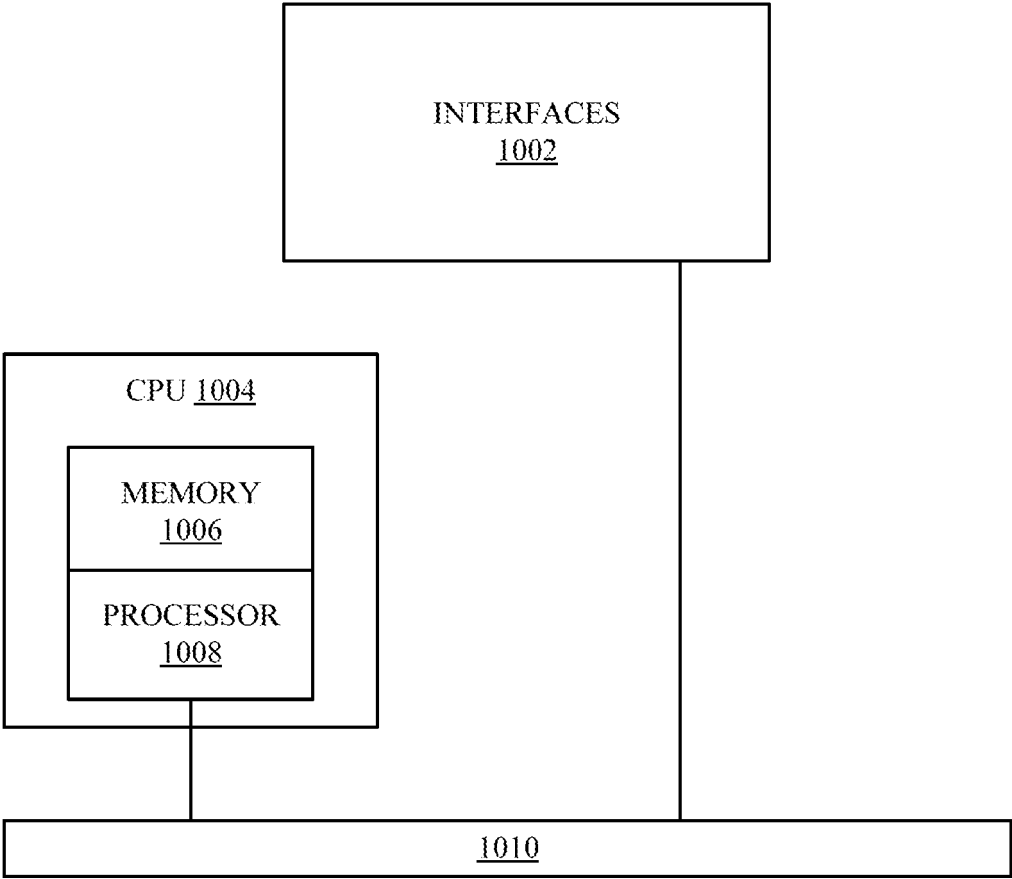 INTERFACES
1002
CPU 1004
MEMORY
1006
PROCESSOR
1008
1010